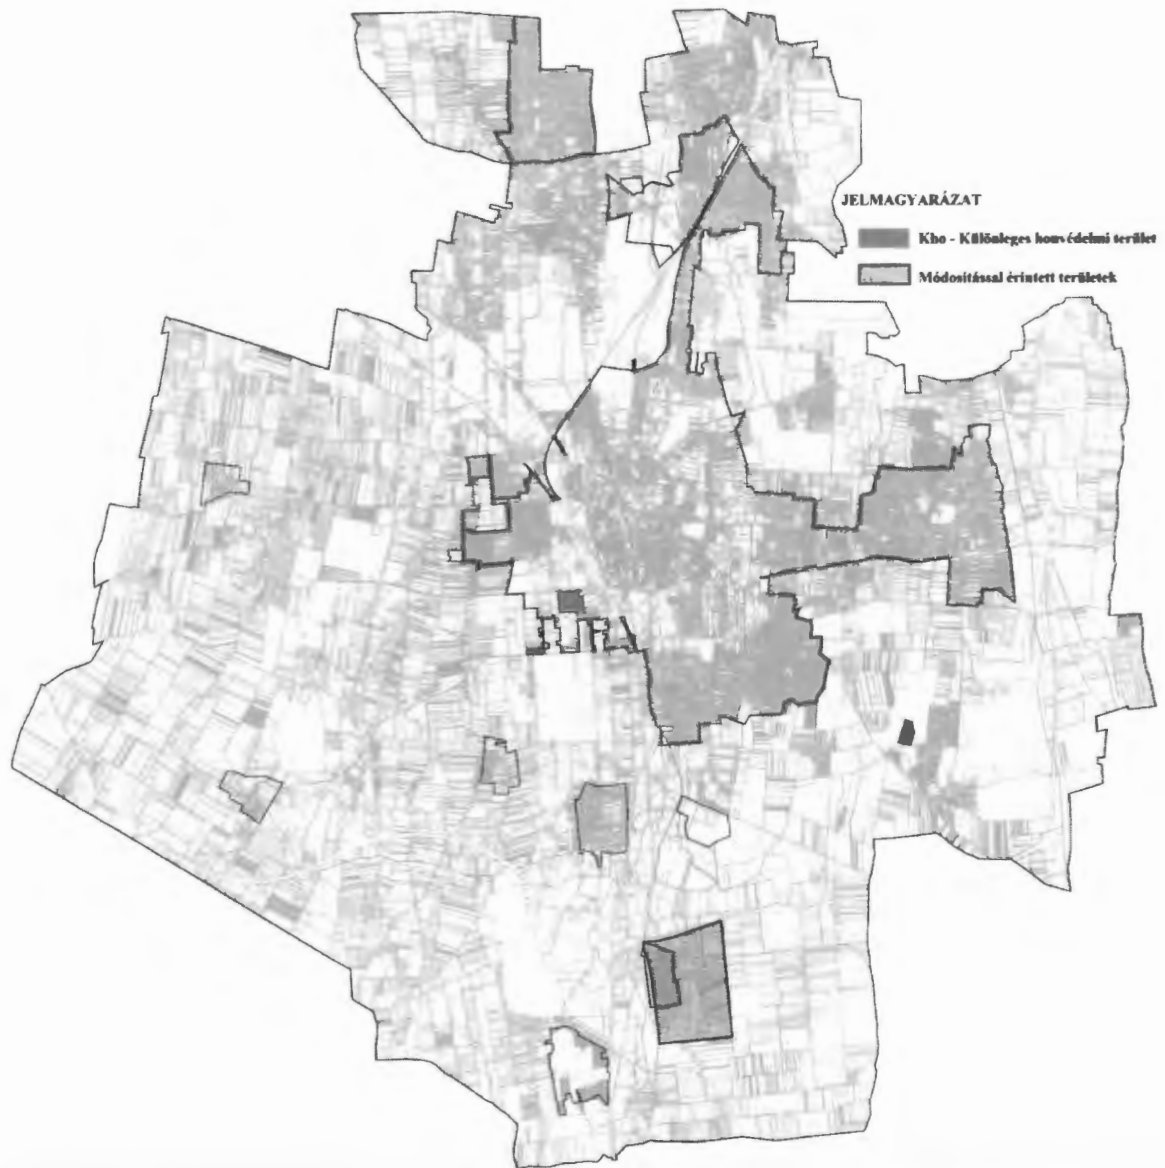 JELMAGYARÁZAT
Kho - Különleges honvédelmi terület
Módosítással érintett területek